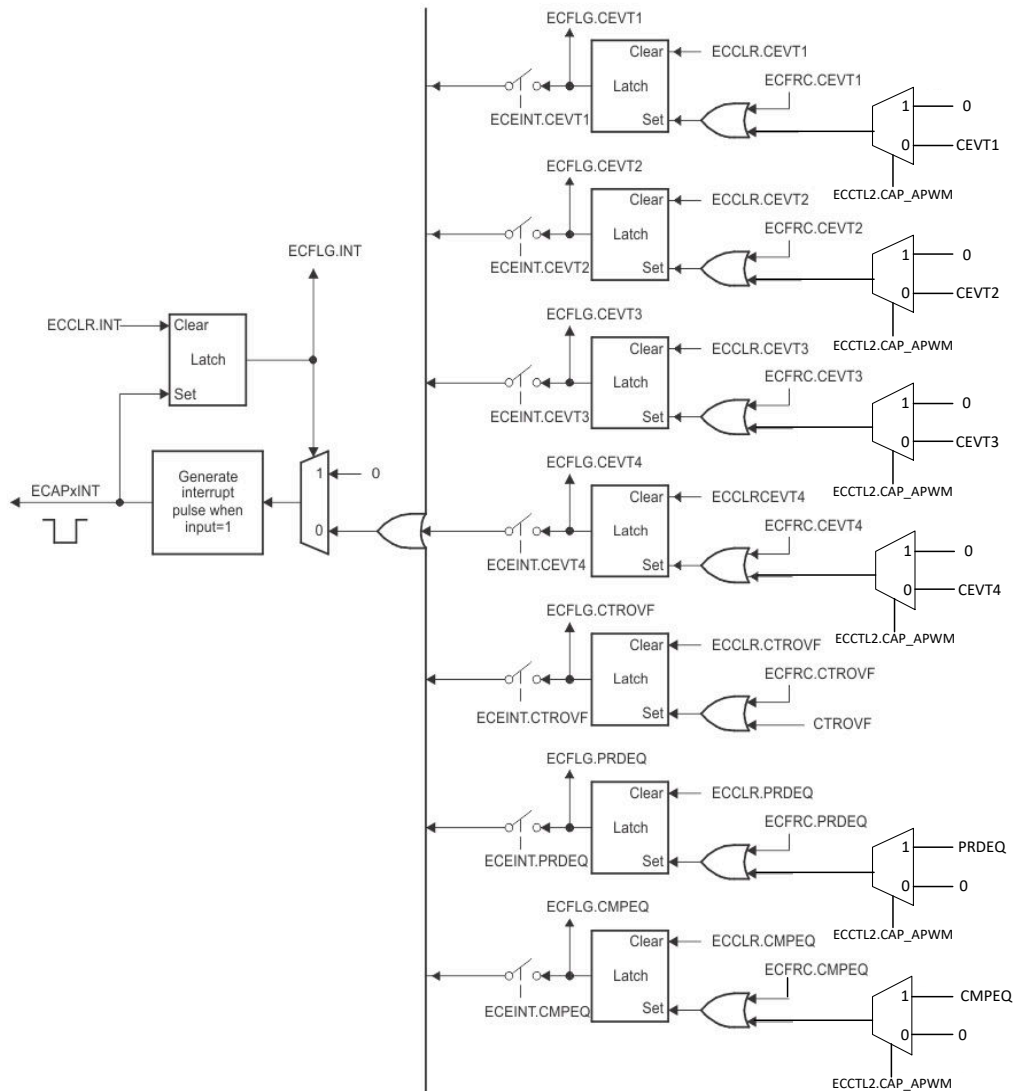 ECFLG.CEVT1
Clear
ECCLR.CEVT1
Latch
ECFRC.CEVT1
ECEINT.CEVT1
Set
1
0
0
CEVT1
ECCTL2.CAP_APWM
ECFLG.CEVT2
Clear
ECCLR.CEVT2
Latch
ECFRC.CEVT2
ECEINT.CEVT2
Set
1
0
0
CEVT2
ECCTL2.CAP_APWM
ECFLG.CEVT3
Clear
ECCLR.CEVT3
Latch
ECFRC.CEVT3
ECEINT.CEVT3
Set
1
0
0
CEVT3
ECCTL2.CAP_APWM
ECFLG.INT
ECCLR.INT
Clear
Latch
Set
ECAPxINT
Generate
interrupt
pulse when
input=1
1
0
0
ECFLG.CEVT4
Clear
ECCLRCEVT4
Latch
ECFRC.CEVT4
ECEINT.CEVT4
Set
1
0
0
CEVT4
ECCTL2.CAP_APWM
ECFLG.CTROVF
Clear
ECCLR.CTROVF
Latch
ECFRC.CTROVF
ECEINT.CTROVF
Set
CTROVF
ECFLG.PRDEQ
Clear
ECCLR.PRDEQ
Latch
ECFRC.PRDEQ
ECEINT.PRDEQ
Set
1
PRDEQ
0
0
ECCTL2.CAP_APWM
ECFLG.CMPEQ
Clear
ECCLR.CMPEQ
Latch
ECFRC.CMPEQ
ECEINT.CMPEQ
Set
1
CMPEQ
0
0
ECCTL2.CAP_APWM